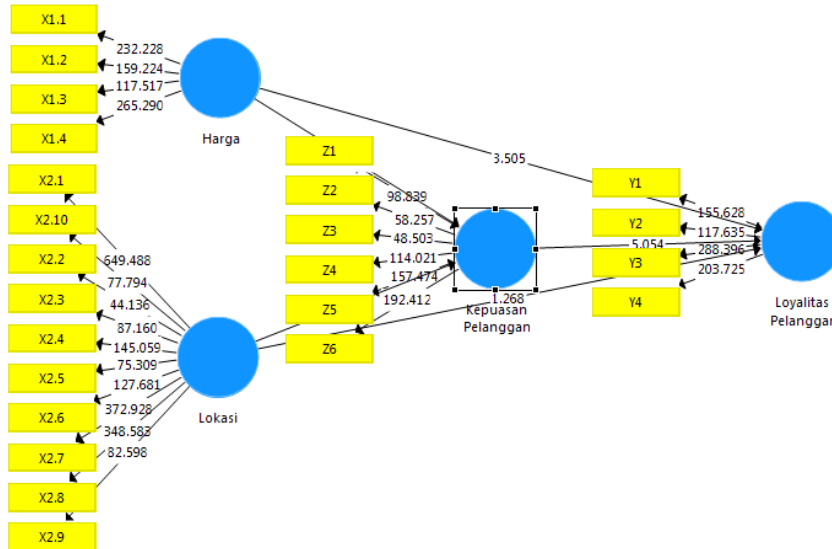 X1.1
X1.2
X1.3
X1.4
232.228
159.224
117.517
265.290
Harga
X2.1
X2.10
X2.2
X2.3
X2.4
X2.5
X2.6
X2.7
X2.8
X2.9
649.488
77.794
44.136
87.160
145.059
75.309
127.681
372.928
348.583
82.598
Lokasi
Z1
Z2
Z3
Z4
Z5
Z6
98.839
58.257
48.503
114.021
157.474
192.412
Kepuasan
Pelanggan
3.505
5.054
1.268
Y1
Y2
Y3
Y4
155.628
117.635
288.396
203.725
Loyalitas
Pelanggan